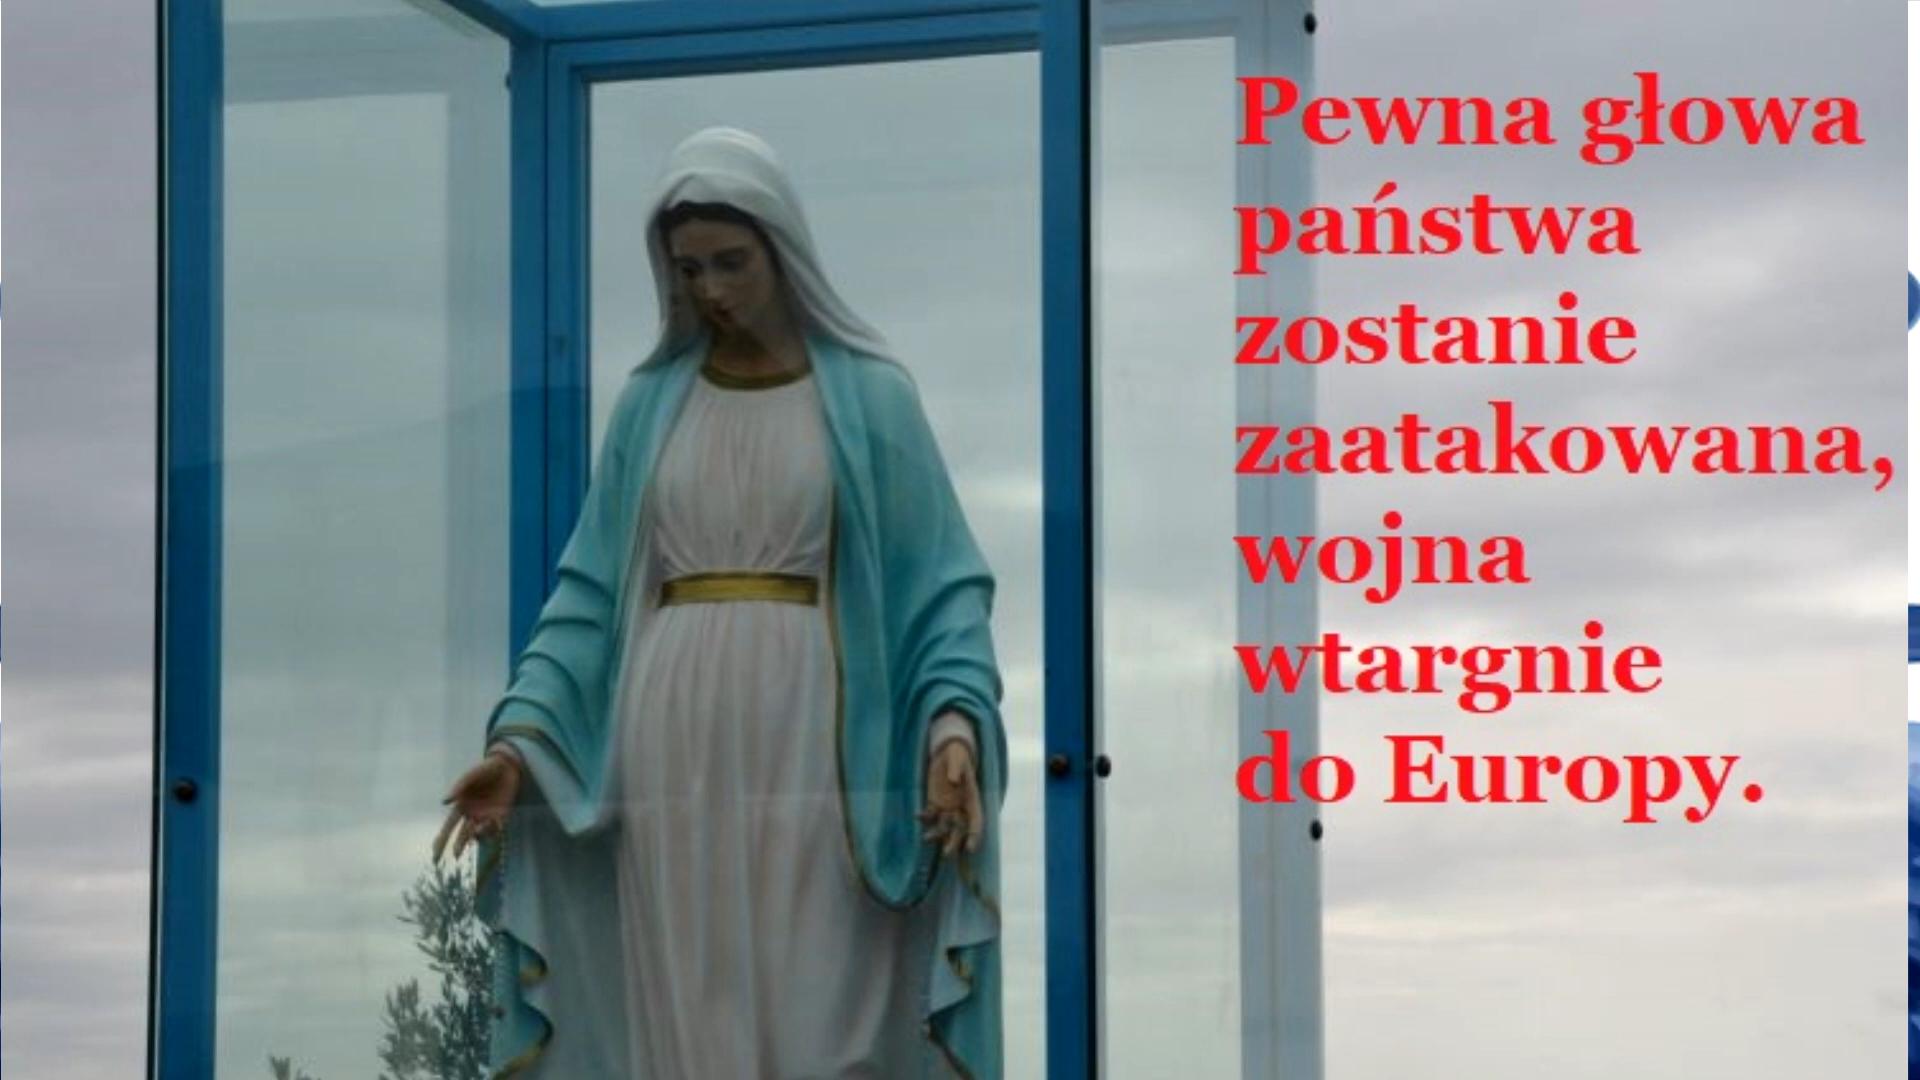 Pewna głowa
państwa
zostanie
zaatakowana,
wojna
wtargnie
do Europy.